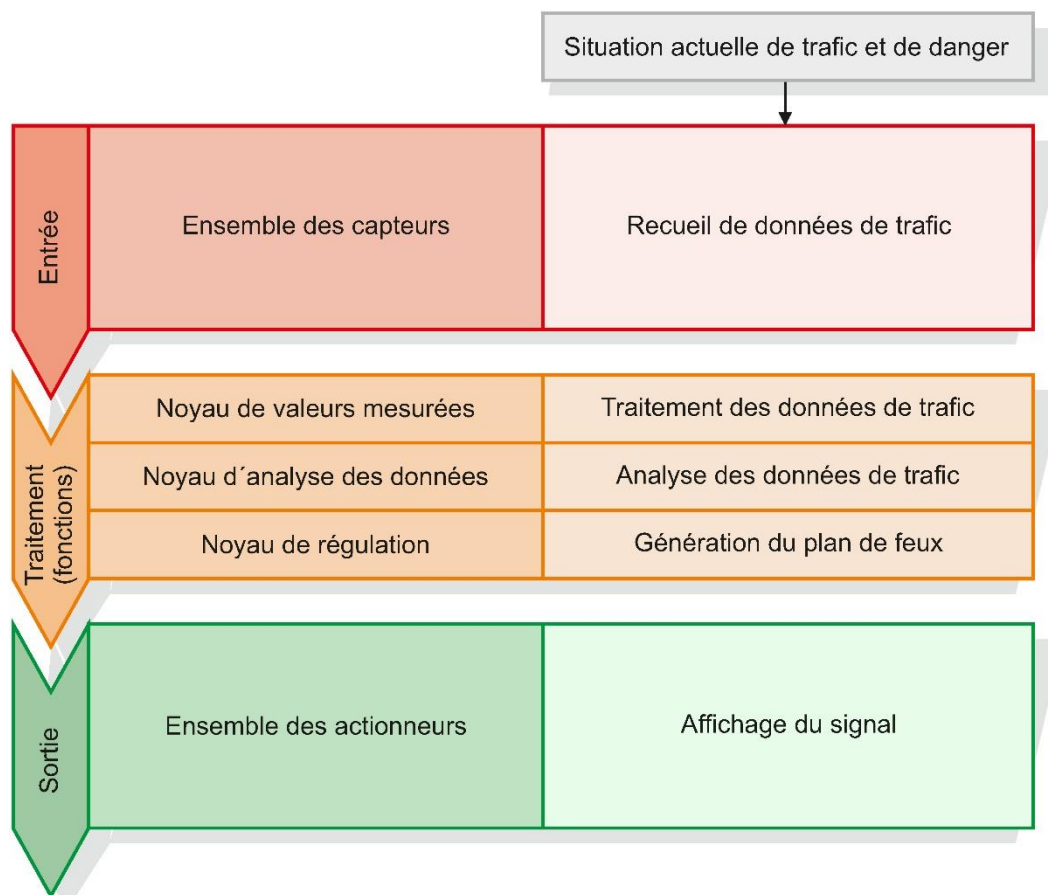 Situation actuelle de trafic et de danger
Entrée
Ensemble des capteurs
Recueil de données de trafic
Traitement
(fonctions)
Noyau de valeurs mesurées
Traitement des données de trafic
Noyau d´analyse des données
Analyse des données de trafic
Noyau de régulation
Génération du plan de feux
Sortie
Ensemble des actionneurs
Affichage du signal